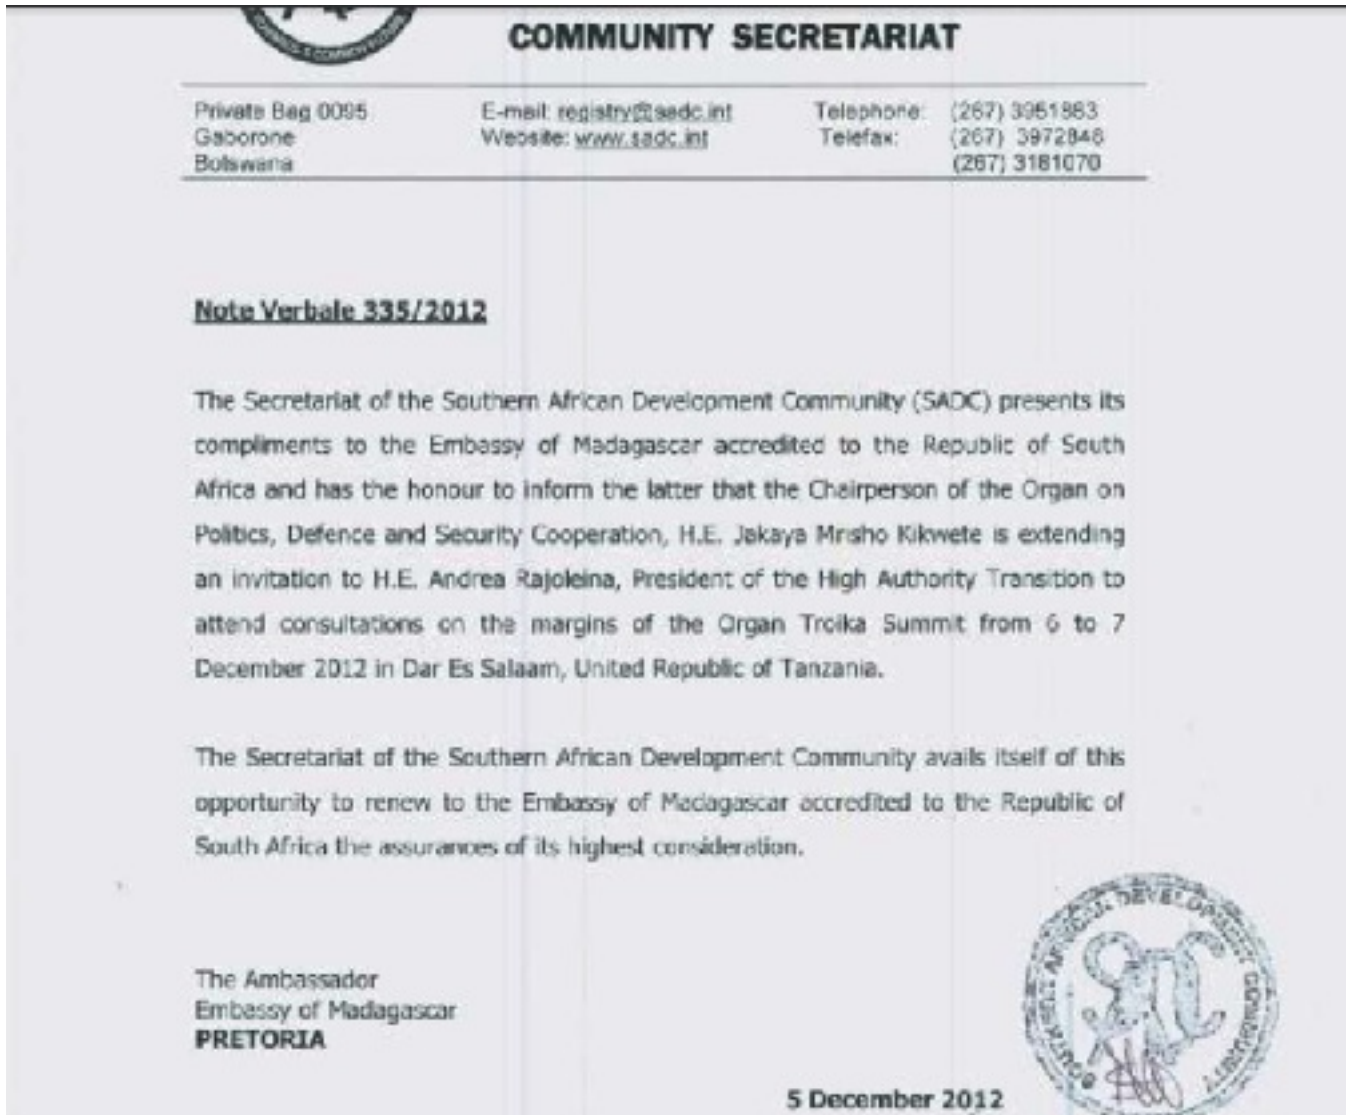 COMMUNITY SECRETARIAT
Private Bag 0095 E-mail: registry@sadc.int Telephone: (267) 3951863
Gaborone Website: www.sadc.int Telefax: (267) 3972848
Botswana (267) 3181070
Note Verbale 335/2012
The Secretariat of the Southern African Development Community (SADC) presents its
compliments to the Embassy of Madagascar accredited to the Republic of South
Africa and has the honour to inform the latter that the Chairperson of the Organ on
Politics, Defence and Security Cooperation, H.E. Jakaya Mrisho Kikwete is extending
an invitation to H.E. Andrea Rajoleina, President of the High Authority Transition to
attend consultations on the margins of the Organ Troika Summit from 6 to 7
December 2012 in Dar Es Salaam, United Republic of Tanzania.
The Secretariat of the Southern African Development Community avails itself of this
opportunity to renew to the Embassy of Madagascar accredited to the Republic of
South Africa the assurances of its highest consideration.
The Ambassador
Embassy of Madagascar
PRETORIA
SOUTHERN AFRICAN DEVELOPMENT COMMUNITY
5 December 2012